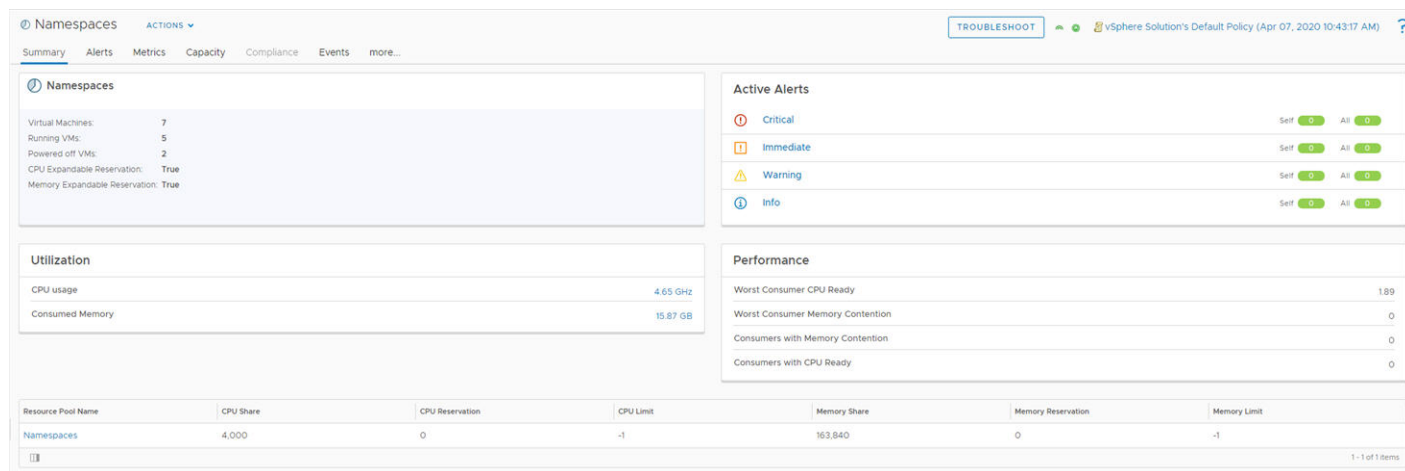 Namespaces ACTIONS TROUBLESHOOT vSphere Solution's Default Policy (Apr 07, 2020 10:43:17 AM) ?
Summary Alerts Metrics Capacity Compliance Events more...
Namespaces
Virtual Machines: 7
Running VMs: 5
Powered off VMs: 2
CPU Expandable Reservation: True
Memory Expandable Reservation: True
Active Alerts
Critical Self 0 All 0
Immediate Self 0 All 0
Warning Self 0 All 0
Info Self 0 All 0
Utilization
CPU usage 4.65 GHz
Consumed Memory 15.87 GB
Performance
Worst Consumer CPU Ready 1.89
Worst Consumer Memory Contention 0
Consumers with Memory Contention 0
Consumers with CPU Ready 0
Resource Pool Name CPU Share CPU Reservation CPU Limit Memory Share Memory Reservation Memory Limit
Namespaces 4,000 0 -1 163,840 0 -1
1 - 1 of 1 items